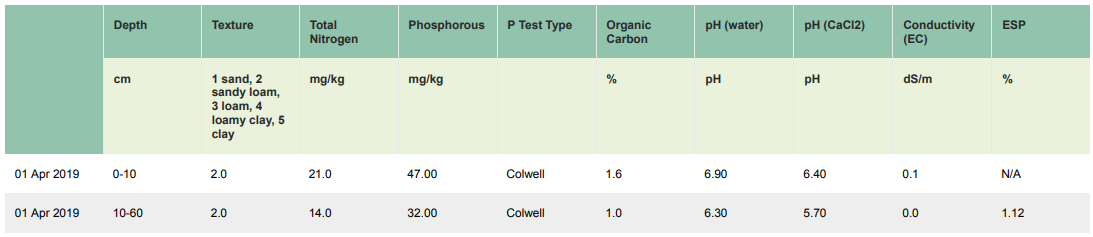 Depth Texture Total Nitrogen Phosphorous P Test Type Organic Carbon pH (water) pH (CaCl2) Conductivity (EC) ESP
cm 1 sand, 2 sandy loam, 3 loam, 4 loamy clay, 5 clay mg/kg mg/kg % pH pH dS/m %
01 Apr 2019 0-10 2.0 21.0 47.00 Colwell 1.6 6.90 6.40 0.1 N/A
01 Apr 2019 10-60 2.0 14.0 32.00 Colwell 1.0 6.30 5.70 0.0 1.12